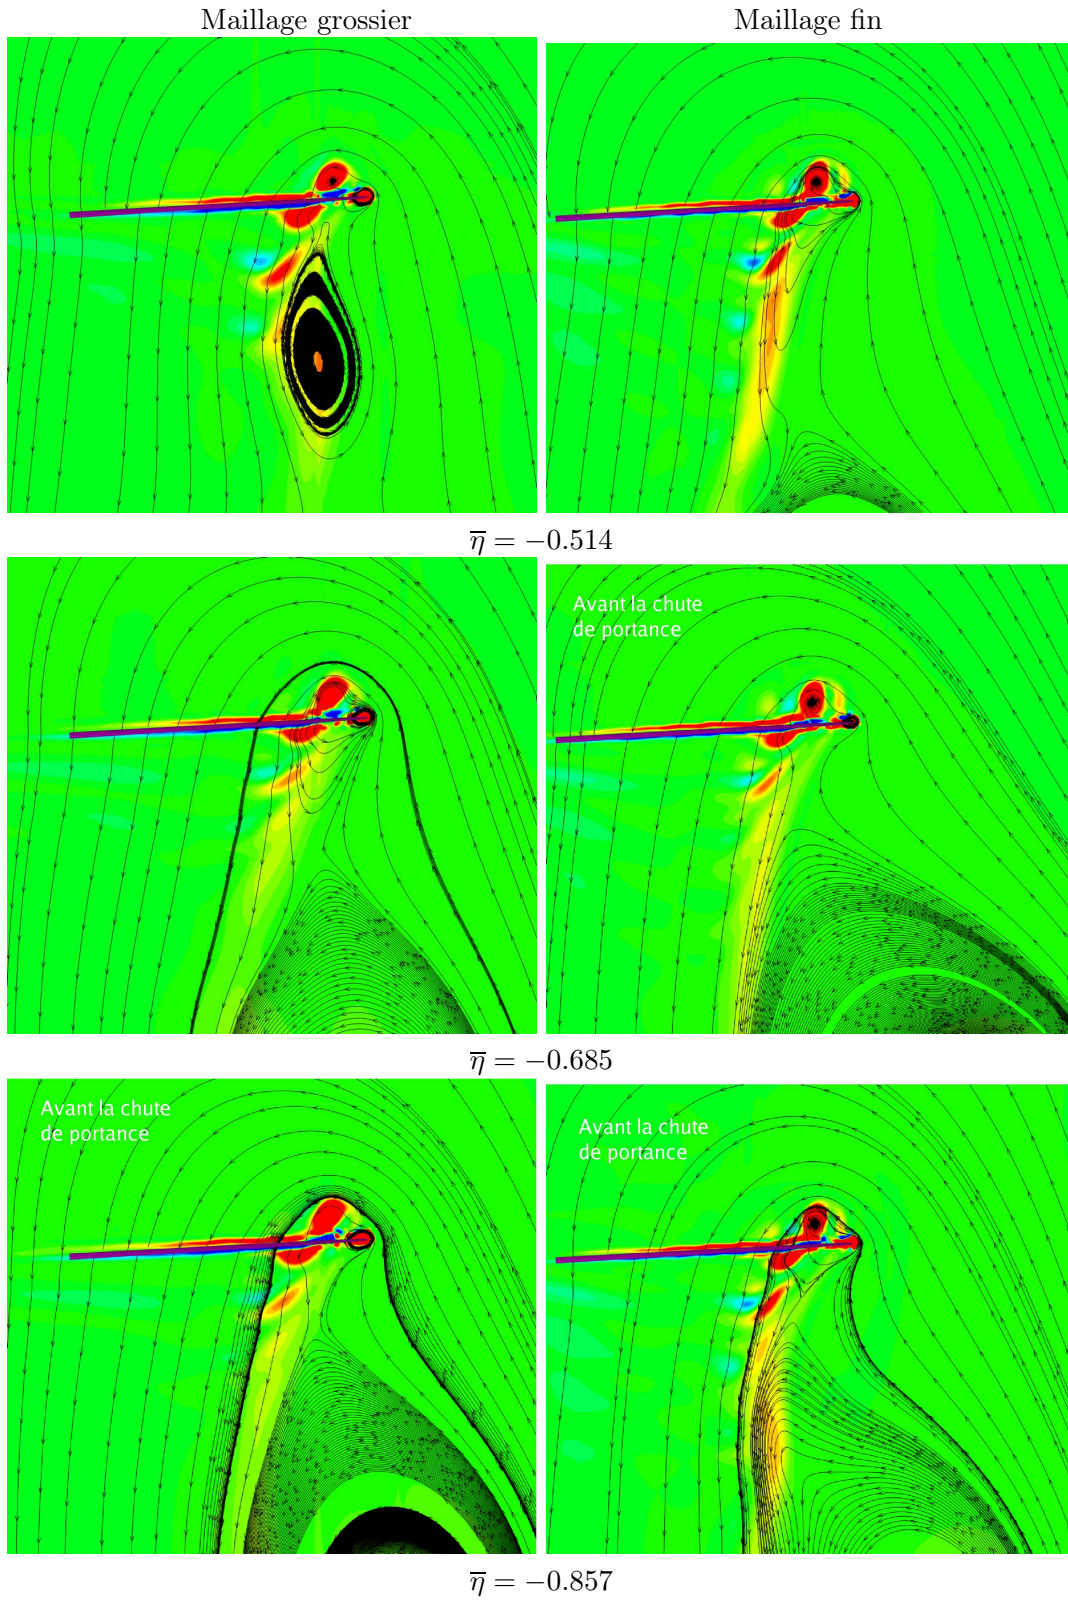 Maillage grossier
Maillage fin
η̅ = −0.514
Avant la chute
de portance
η̅ = −0.685
Avant la chute
de portance
Avant la chute
de portance
η̅ = −0.857